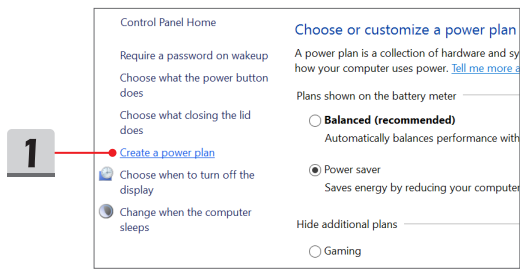 Control Panel Home
Require a password on wakeup
Choose what the power button
does
Choose what closing the lid
does
1
Create a power plan
Choose when to turn off the
display
Change when the computer
sleeps
Choose or customize a power plan
A power plan is a collection of hardware and sy
how your computer uses power. Tell me more a
Plans shown on the battery meter
Balanced (recommended)
Automatically balances performance with
Power saver
Saves energy by reducing your computer
Hide additional plans
Gaming